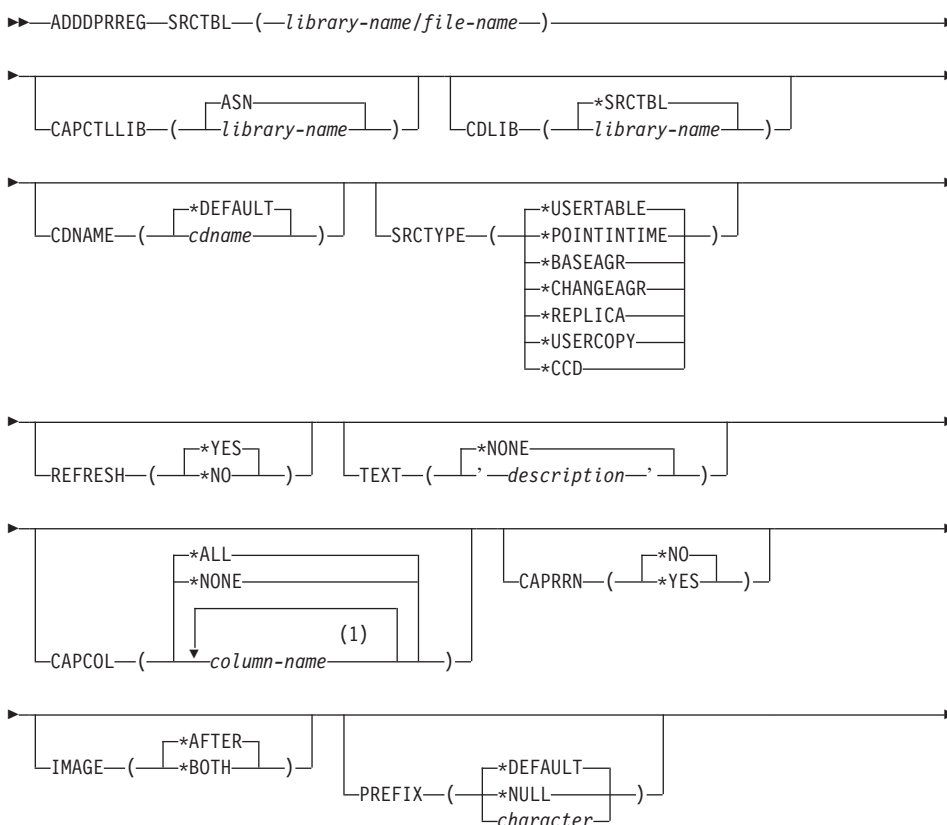 ADDDPRREG SRCTBL ( library-name/file-name )
ASN *SRCTBL
CAPCTLLIB ( library-name ) CDLIB ( library-name )
*DEFAULT *USERTABLE
CDNAME ( cdname ) SRCTYPE ( *POINTINTIME )
*BASEAGR
*CHANGEAGR
*REPLICA
*USERCOPY
*CCD
*YES *NONE
REFRESH ( *NO ) TEXT ( ' description ' )
*ALL *NO
*NONE CAPRRN ( *YES )
(1)
CAPCOL ( column-name )
*AFTER *DEFAULT
IMAGE ( *BOTH ) PREFIX ( *NULL )
character